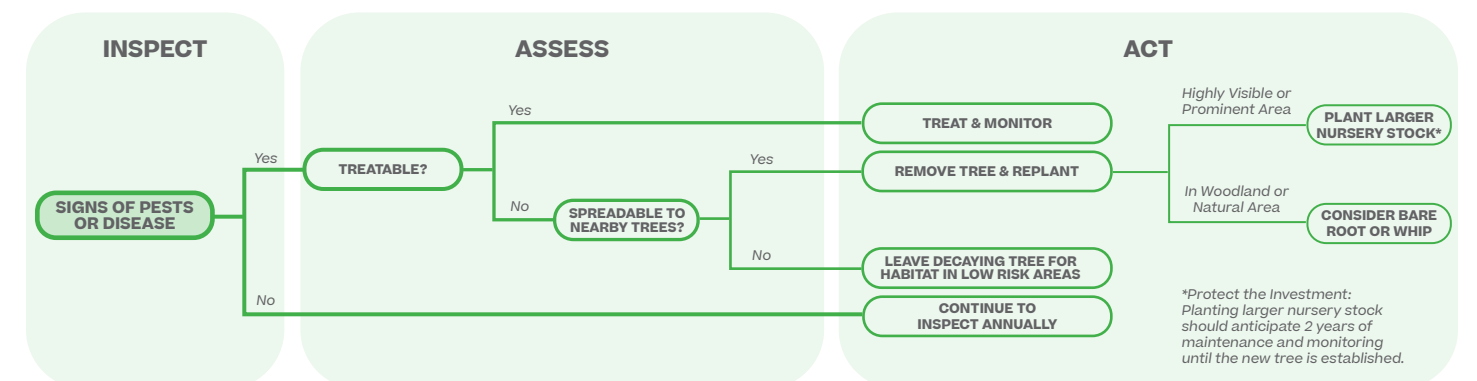 INSPECT
ASSESS
ACT
SIGNS OF PESTS
OR DISEASE
Yes
No
TREATABLE?
Yes
No
SPREADABLE TO
NEARBY TREES?
Yes
No
TREAT & MONITOR
REMOVE TREE & REPLANT
LEAVE DECAYING TREE FOR
HABITAT IN LOW RISK AREAS
CONTINUE TO
INSPECT ANNUALLY
Highly Visible or
Prominent Area
PLANT LARGER
NURSERY STOCK*
In Woodland or
Natural Area
CONSIDER BARE
ROOT OR WHIP
*Protect the Investment:
Planting larger nursery stock
should anticipate 2 years of
maintenance and monitoring
until the new tree is established.